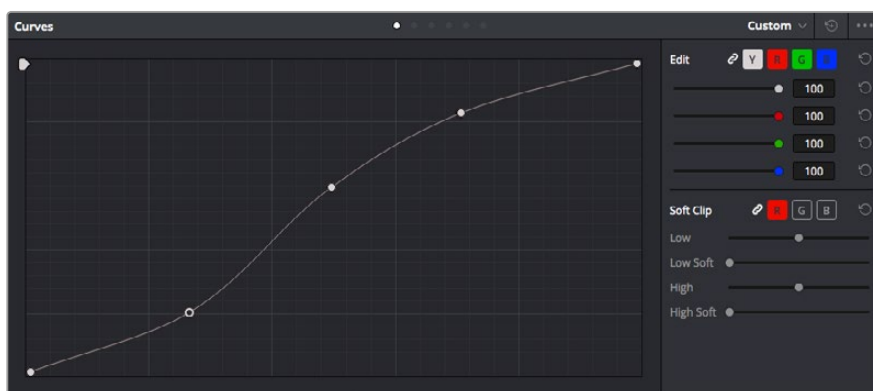 Curves
Custom
Edit Y R G B
100
100
100
100
Soft Clip R G B
Low
Low Soft
High
High Soft